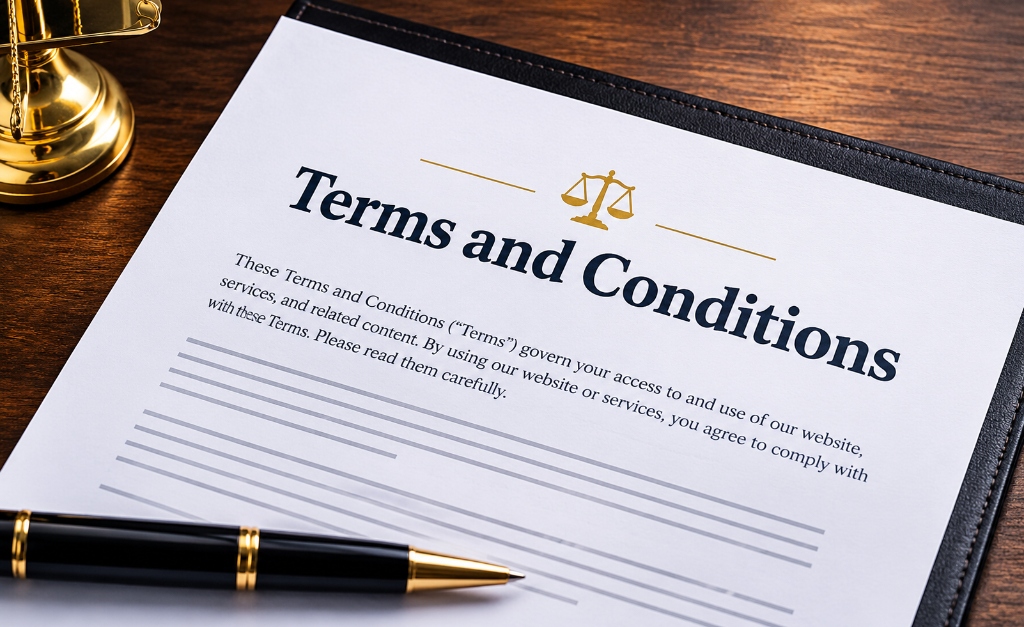 Terms and Conditions
These Terms and Conditions (“Terms”) govern your access to and use of our website,
services, and related content. By using our website or services, you agree to comply with
with these Terms. Please read them carefully.